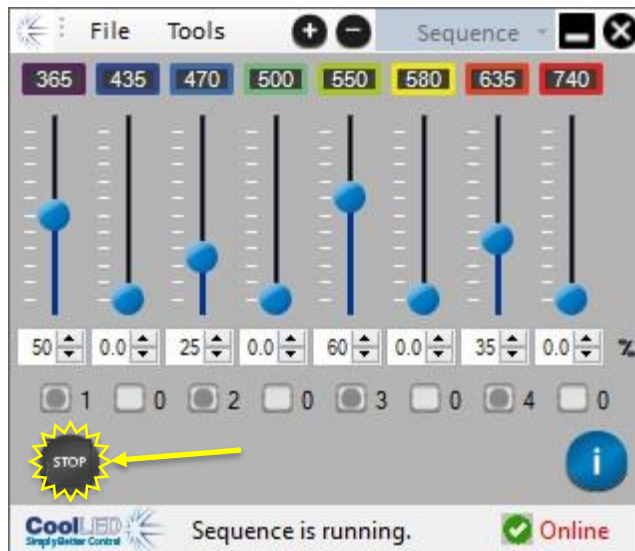 File Tools Sequence
365 435 470 500 550 580 635 740
50 0.0 25 0.0 60 0.0 35 0.0 %
1 0 2 0 3 0 4 0
STOP i
CoolLED Sequence is running. Online
Simply Better Control